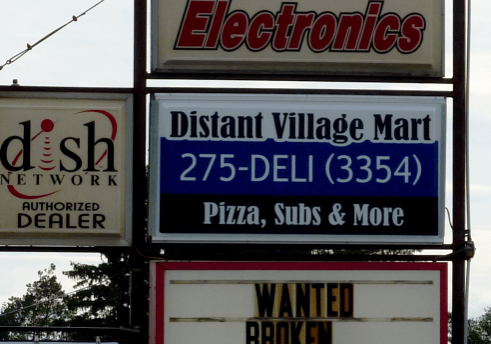 Electronics
dish
NETWORK
AUTHORIZED
DEALER
Distant Village Mart
275-DELI (3354)
Pizza, Subs & More
WANTED
BROKEN